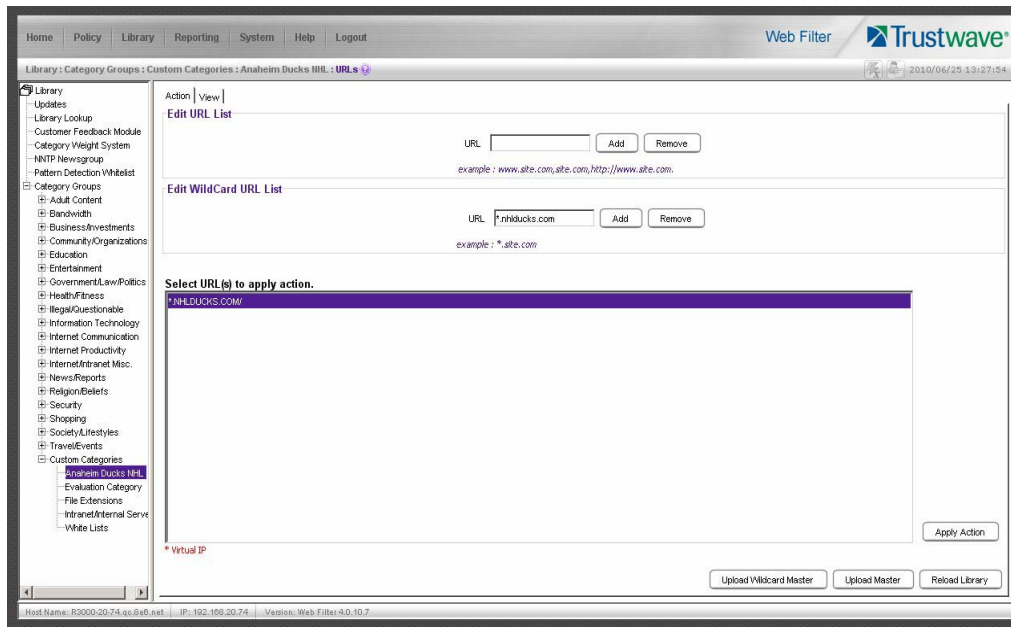 Home Policy Library Reporting System Help Logout Web Filter Trustwave®
Library : Category Groups : Custom Categories : Anaheim Ducks NHL : URLs 2010/06/25 13:27:54
Library
Updates
Library Lookup
Customer Feedback Module
Category Weight System
NNTP Newsgroup
Pattern Detection Whitelist
Category Groups
Adult Content
Bandwidth
Business/Investments
Community/Organizations
Education
Entertainment
Government/Law/Politics
Health/Fitness
Illegal/Questionable
Information Technology
Internet Communication
Internet Productivity
Internet/Intranet Misc.
News/Reports
Religion/Beliefs
Security
Shopping
Society/Lifestyles
Travel/Events
Custom Categories
Anaheim Ducks NHL
Evaluation Category
File Extensions
Intranet/Internal Serve
White Lists
Action View
Edit URL List
URL Add Remove
example : www.site.com,site.com,http://www.site.com.
Edit WildCard URL List
URL *.nhlducks.com Add Remove
example : *.site.com
Select URL(s) to apply action.
*.NHLDUCKS.COM/
Apply Action
* Virtual IP
Upload Wildcard Master Upload Master Reload Library
Host Name: R3000-20-74.qc.8e6.net IP: 192.168.20.74 Version: Web Filter 4.0.10.7